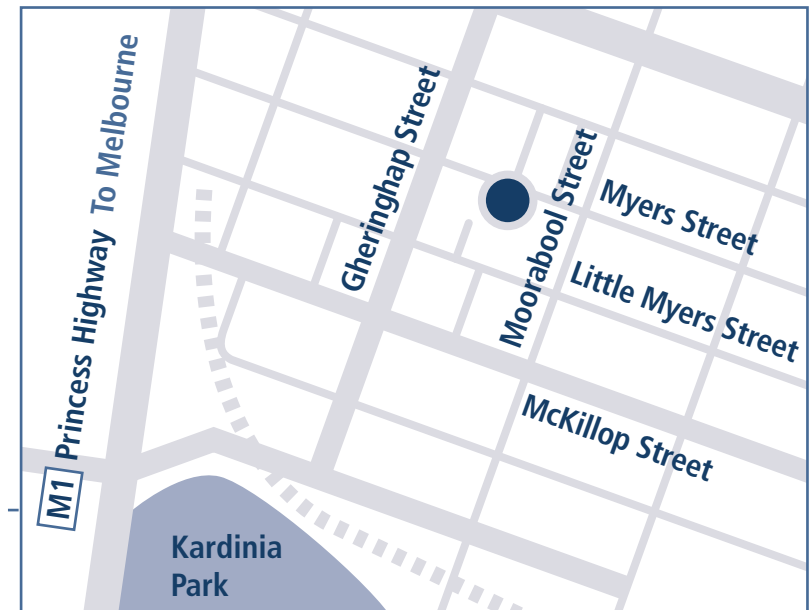 Princess Highway To Melbourne
M1
Gheringhap Street
Moorabool Street
Myers Street
Little Myers Street
McKillop Street
Kardinia
Park